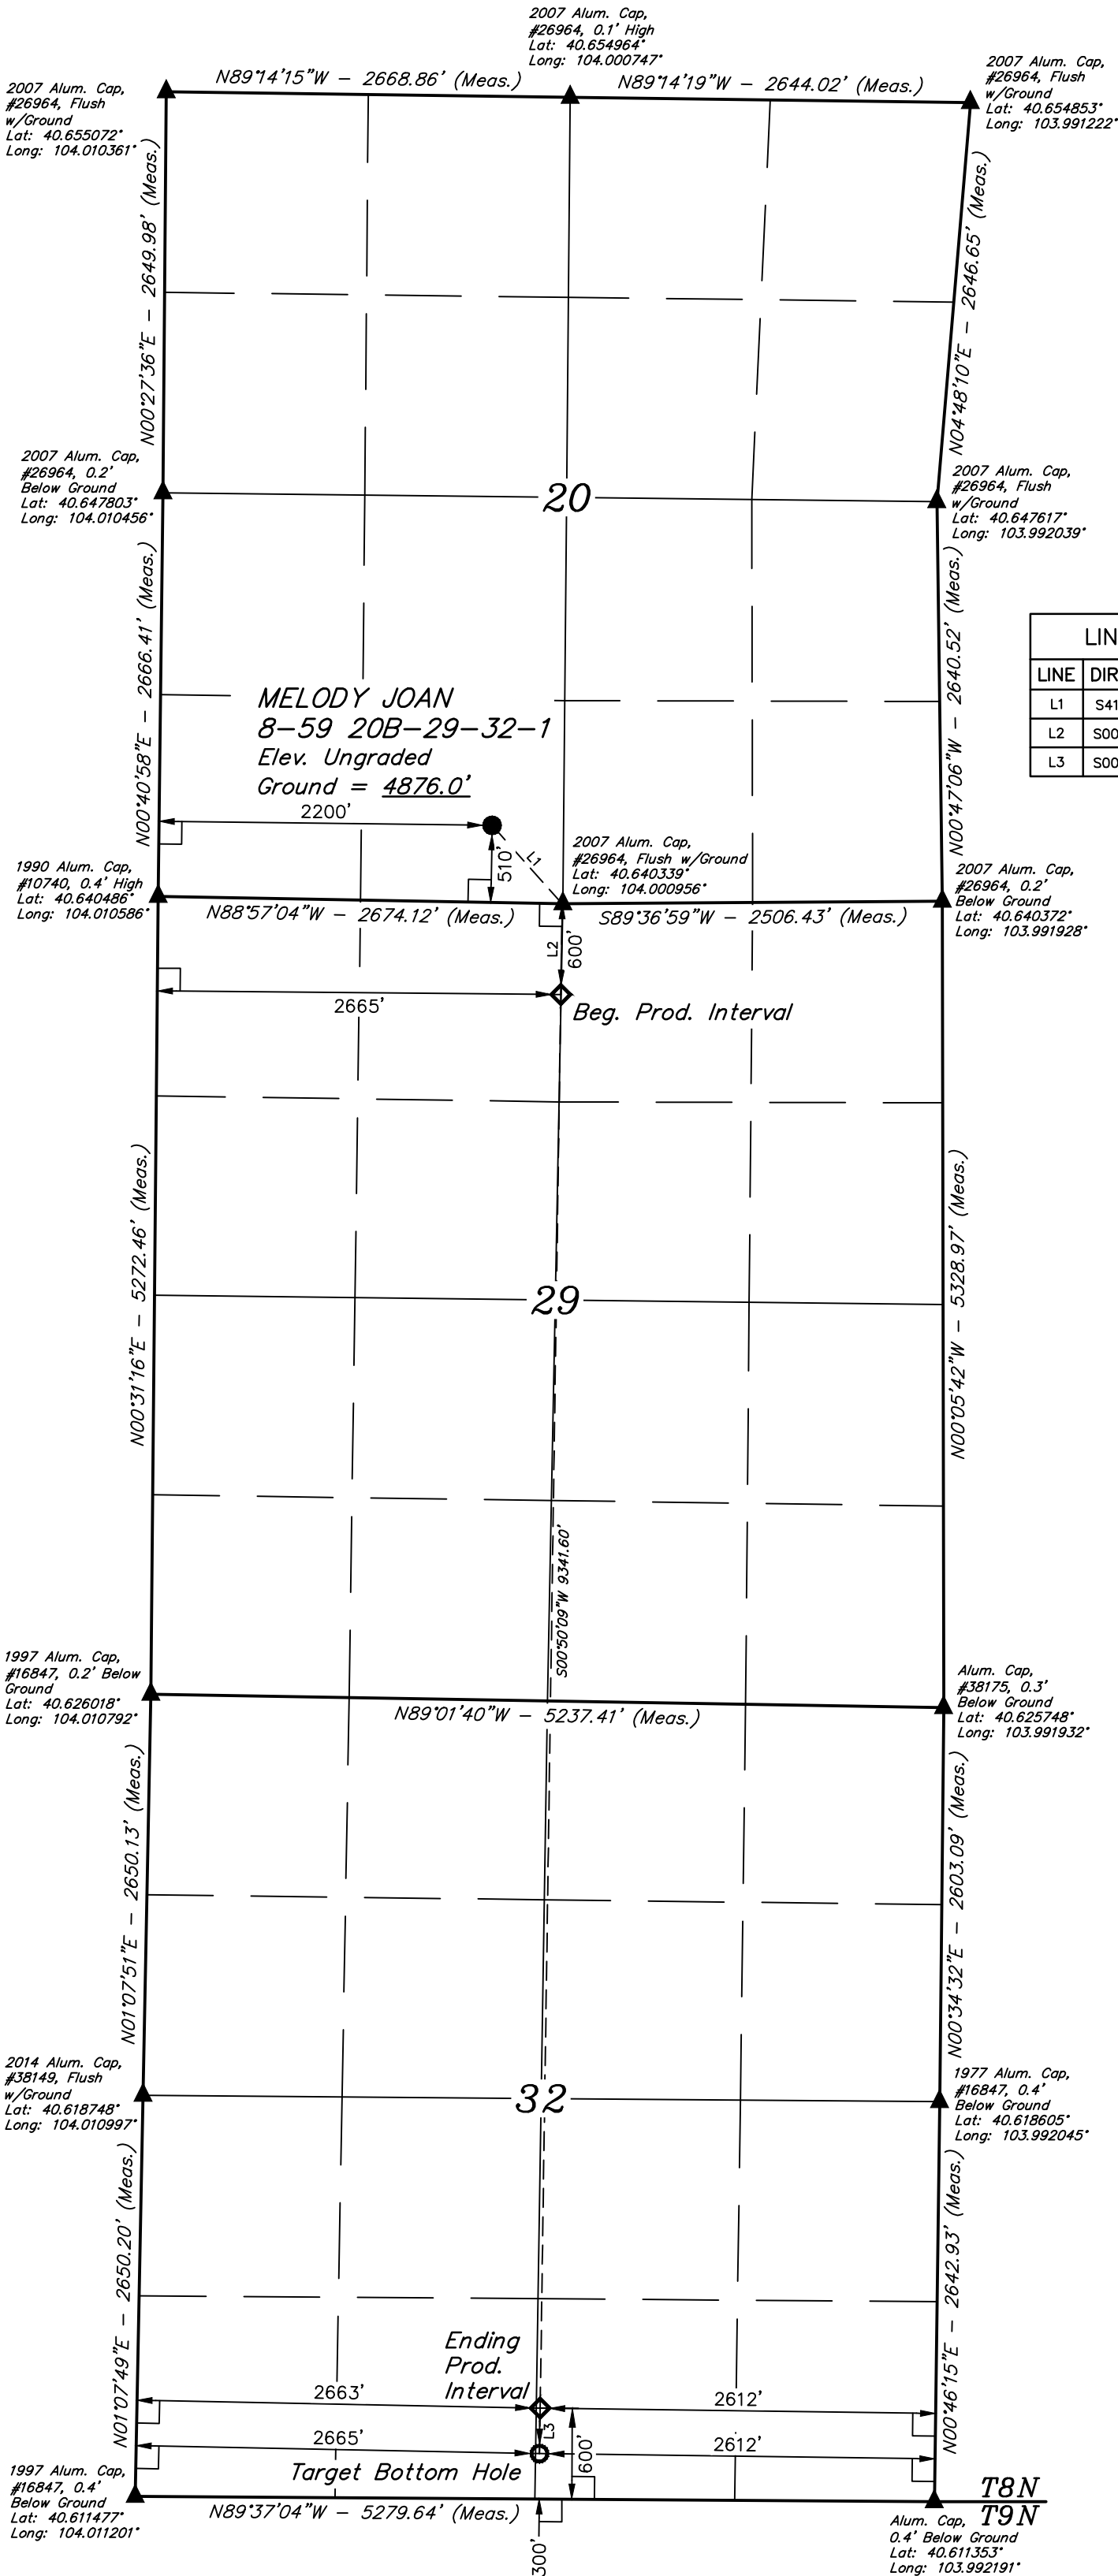 2007 Alum. Cap,
#26964, 0.1' High
Lat: 40.654964°
Long: 104.000747°
2007 Alum. Cap,
#26964, Flush
w/Ground
Lat: 40.655072°
Long: 104.010361°
N89°14'15"W - 2668.86' (Meas.)
N89°14'19"W - 2644.02' (Meas.)
2007 Alum. Cap,
#26964, Flush
w/Ground
Lat: 40.654853°
Long: 103.991222°
N00°27'36"E - 2649.98' (Meas.)
N04°48'10"E - 2646.65' (Meas.)
2007 Alum. Cap,
#26964, 0.2'
Below Ground
Lat: 40.647803°
Long: 104.010456°
20
2007 Alum. Cap,
#26964, Flush
w/Ground
Lat: 40.647617°
Long: 103.992039°
N00°40'58"E - 2666.41' (Meas.)
N00°47'06"W - 2640.52' (Meas.)
LIN
LINE DIR
L1 S41
L2 S00
L3 S00
MELODY JOAN
8-59 20B-29-32-1
Elev. Ungraded
Ground = 4876.0'
2200'
510'
L1
1990 Alum. Cap,
#10740, 0.4' High
Lat: 40.640486°
Long: 104.010586°
2007 Alum. Cap,
#26964, Flush w/Ground
Lat: 40.640339°
Long: 104.000956°
2007 Alum. Cap,
#26964, 0.2'
Below Ground
Lat: 40.640372°
Long: 103.991928°
N88°57'04"W - 2674.12' (Meas.)
S89°36'59"W - 2506.43' (Meas.)
L2
600'
2665'
Beg. Prod. Interval
N00°31'16"E - 5272.46' (Meas.)
N00°05'42"W - 5328.97' (Meas.)
29
S00°50'09"W 9341.60'
1997 Alum. Cap,
#16847, 0.2' Below
Ground
Lat: 40.626018°
Long: 104.010792°
N89°01'40"W - 5237.41' (Meas.)
Alum. Cap,
#38175, 0.3'
Below Ground
Lat: 40.625748°
Long: 103.991932°
N01°07'51"E - 2650.13' (Meas.)
N00°34'32"E - 2603.09' (Meas.)
2014 Alum. Cap,
#38149, Flush
w/Ground
Lat: 40.618748°
Long: 104.010997°
32
1977 Alum. Cap,
#16847, 0.4'
Below Ground
Lat: 40.618605°
Long: 103.992045°
N01°07'49"E - 2650.20' (Meas.)
N00°46'15"E - 2642.93' (Meas.)
Ending
Prod.
Interval
2663'
2612'
L3
600'
2665'
2612'
Target Bottom Hole
1997 Alum. Cap,
#16847, 0.4'
Below Ground
Lat: 40.611477°
Long: 104.011201°
N89°37'04"W - 5279.64' (Meas.)
300'
T8N
T9N
Alum. Cap,
0.4' Below Ground
Lat: 40.611353°
Long: 103.992191°